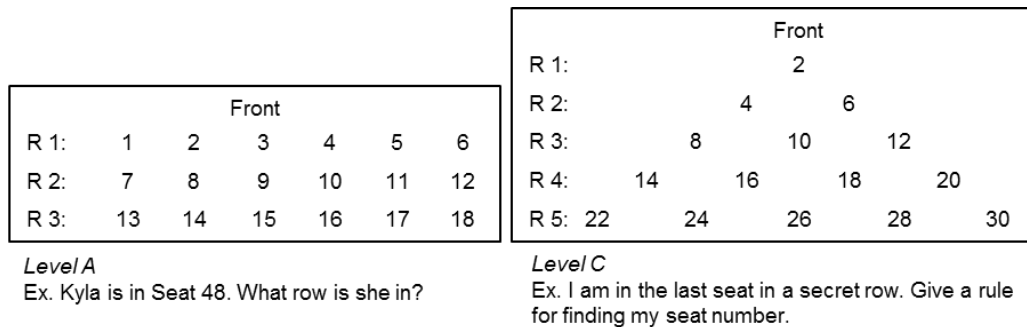 Front
R 1: 1 2 3 4 5 6
R 2: 7 8 9 10 11 12
R 3: 13 14 15 16 17 18
Level A
Ex. Kyla is in Seat 48. What row is she in?
Front
R 1: 2
R 2: 4 6
R 3: 8 10 12
R 4: 14 16 18 20
R 5: 22 24 26 28 30
Level C
Ex. I am in the last seat in a secret row. Give a rule
for finding my seat number.